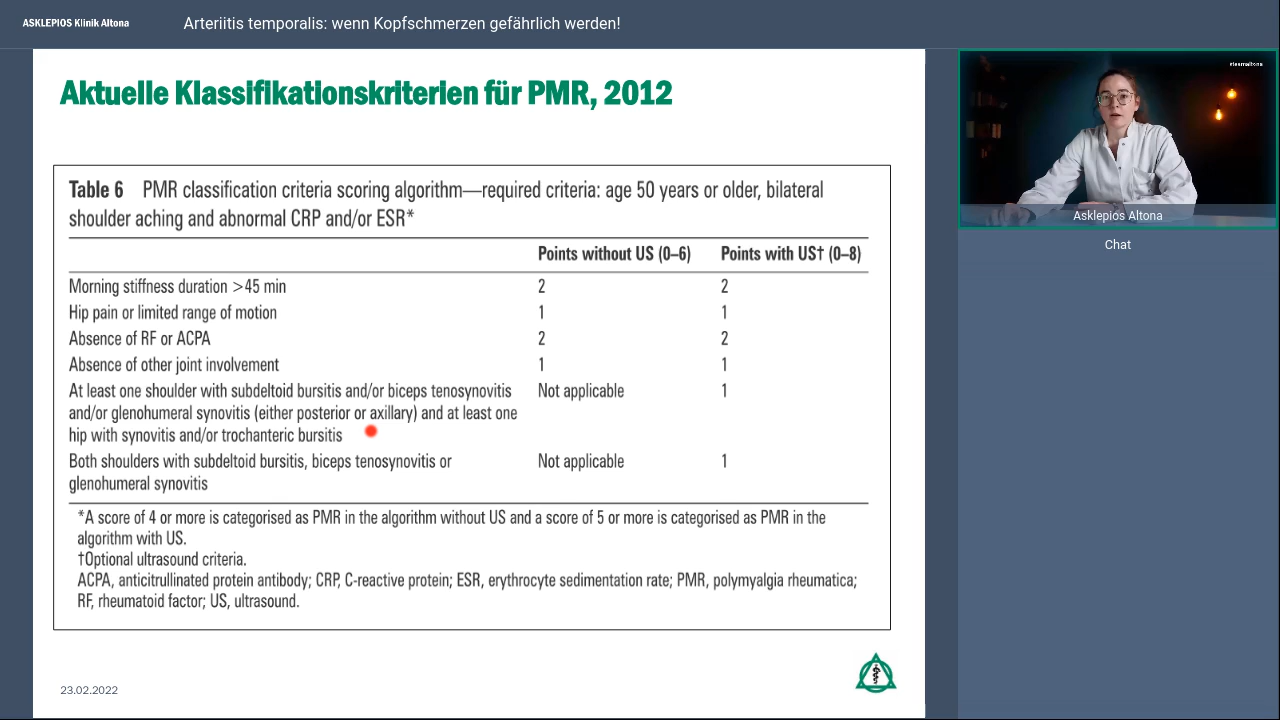 ASKLEPIOS Klinik Altona
Arteriitis temporalis: wenn Kopfschmerzen gefährlich werden!
Aktuelle Klassifikationskriterien für PMR, 2012
Table 6 PMR classification criteria scoring algorithm—required criteria: age 50 years or older, bilateral
shoulder aching and abnormal CRP and/or ESR*
Points without US (0–6) Points with US† (0–8)
Morning stiffness duration >45 min 2 2
Hip pain or limited range of motion 1 1
Absence of RF or ACPA 2 2
Absence of other joint involvement 1 1
At least one shoulder with subdeltoid bursitis and/or biceps tenosynovitis Not applicable 1
and/or glenohumeral synovitis (either posterior or axillary) and at least one
hip with synovitis and/or trochanteric bursitis
Both shoulders with subdeltoid bursitis, biceps tenosynovitis or Not applicable 1
glenohumeral synovitis
*A score of 4 or more is categorised as PMR in the algorithm without US and a score of 5 or more is categorised as PMR in the
algorithm with US.
†Optional ultrasound criteria.
ACPA, anticitrullinated protein antibody; CRP, C-reactive protein; ESR, erythrocyte sedimentation rate; PMR, polymyalgia rheumatica;
RF, rheumatoid factor; US, ultrasound.
23.02.2022
#teamaltona
Asklepios Altona
Chat